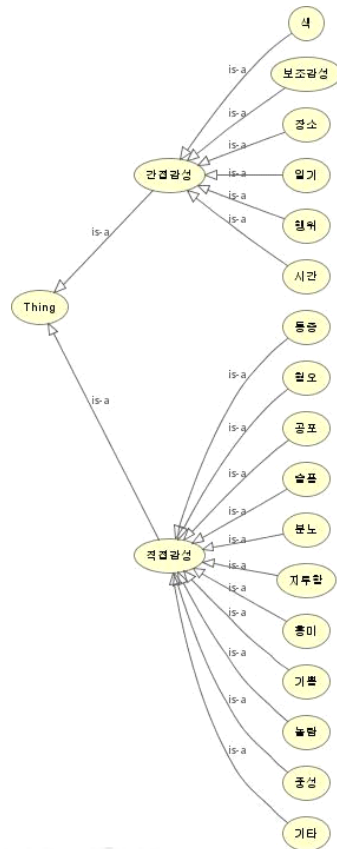 색
is-a
보조감성
is-a
장소
is-a
간접감성
is-a
일기
is-a
행위
is-a
is-a
시간
Thing
통증
is-a
혐오
is-a
is-a
공포
is-a
슬픔
is-a
분노
직접감성
is-a
지루함
is-a
흥미
is-a
기쁨
is-a
놀람
is-a
중성
is-a
기타